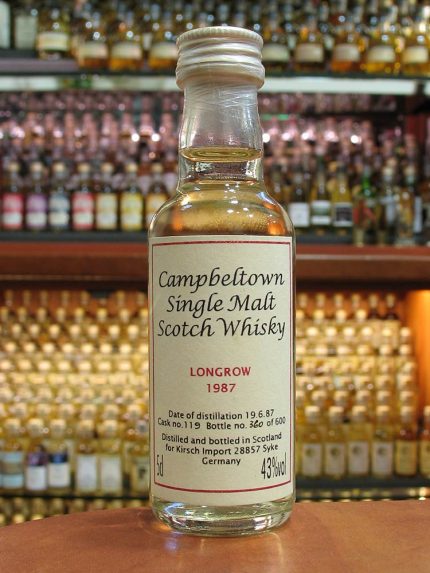 Campbeltown
Single Malt
Scotch Whisky
LONGROW
1987
Date of distillation 19.6.87
Cask no.119 Bottle no.360 of 600
Distilled and bottled in Scotland
for Kirsch Import 28857 Syke
Germany
5cl 43%vol